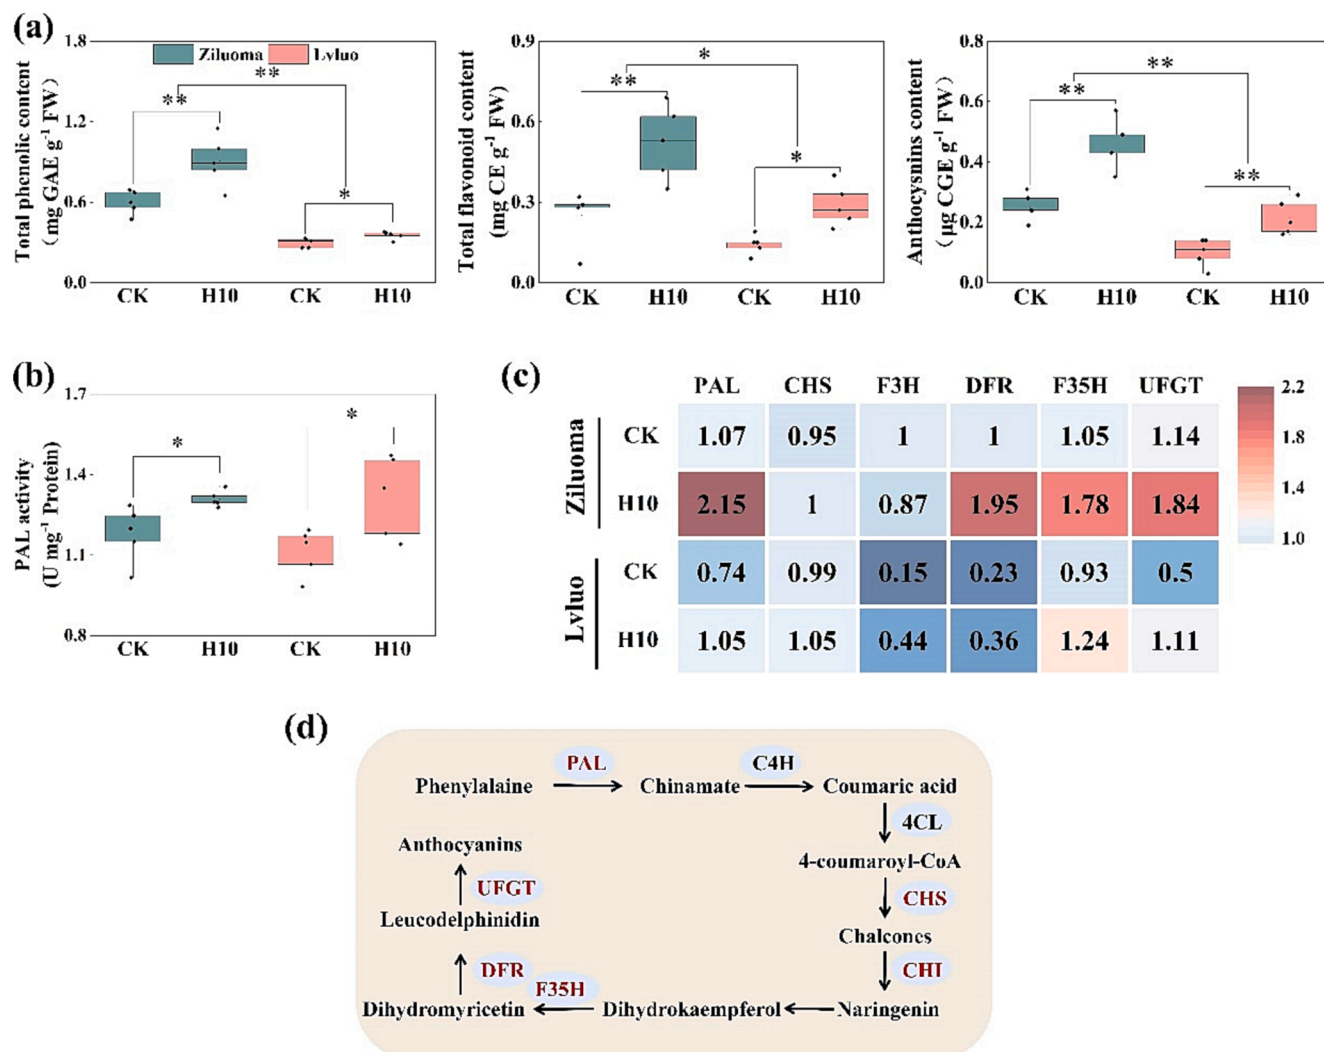 (a)
Total phenolic content
(mg GAE g-1 FW)
1.8
1.2
0.6
0.0
Ziluoma
Lvluo
**
**
*
CK
H10
CK
H10
Total flavonoid content
(mg CE g-1 FW)
0.9
0.6
0.3
0.0
**
*
*
CK
H10
CK
H10
Anthocysnins content
(μg CGE g-1 FW)
0.8
0.6
0.4
0.2
0.0
**
**
**
CK
H10
CK
H10
(b)
PAL activity
(U mg-1 Protein)
1.7
1.4
1.1
0.8
*
*
CK
H10
CK
H10
(c)
PAL CHS F3H DFR F35H UFGT
Ziluoma
CK 1.07 0.95 1 1 1.05 1.14
H10 2.15 1 0.87 1.95 1.78 1.84
Lvluo
CK 0.74 0.99 0.15 0.23 0.93 0.5
H10 1.05 1.05 0.44 0.36 1.24 1.11
2.2
1.8
1.4
1.0
(d)
Phenylalaine PAL Chinamate C4H Coumaric acid
4CL
4-coumaroyl-CoA
CHS
Chalcones
CHI
Naringenin
Dihydrokaempferol
F35H
Dihydromyricetin
DFR
Leucodelphinidin
UFGT
Anthocyanins